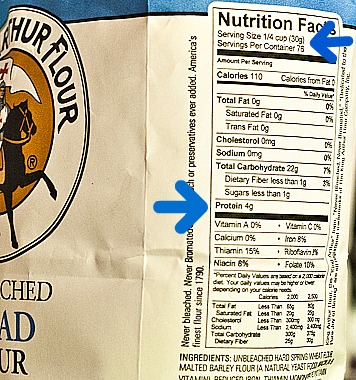 THUR FLOUR
®
ACHED
AD
UR
Never bleached. Never Bromated
or preservatives ever added. America's
finest flour since 1790.
Nutrition Facts
Serving Size 1/4 cup (30g)
Servings Per Container 76
Amount Per Serving
Calories 110 Calories from Fat 0
% Daily Value*
Total Fat 0g 0%
Saturated Fat 0g 0%
Trans Fat 0g
Cholesterol 0mg 0%
Sodium 0mg 0%
Total Carbohydrate 22g 7%
Dietary Fiber less than 1g 3%
Sugars less than 1g
Protein 4g
Vitamin A 0% • Vitamin C 0%
Calcium 0% • Iron 8%
Thiamin 15% • Riboflavin 8%
Niacin 8% • Folate 10%
*Percent Daily Values are based on a 2,000 calorie
diet. Your daily values may be higher or lower
depending on your calorie needs.
Calories 2,000 2,500
Total Fat Less Than 65g 80g
Saturated Fat Less Than 20g 25g
Cholesterol Less Than 300mg 300 mg
Sodium Less Than 2,400mg 2,400mg
Total Carbohydrate 300g 375g
Dietary Fiber 25g 30g
INGREDIENTS: UNBLEACHED HARD SPRING WHEAT FLOUR,
MALTED BARLEY FLOUR (A NATURAL YEAST FOOD